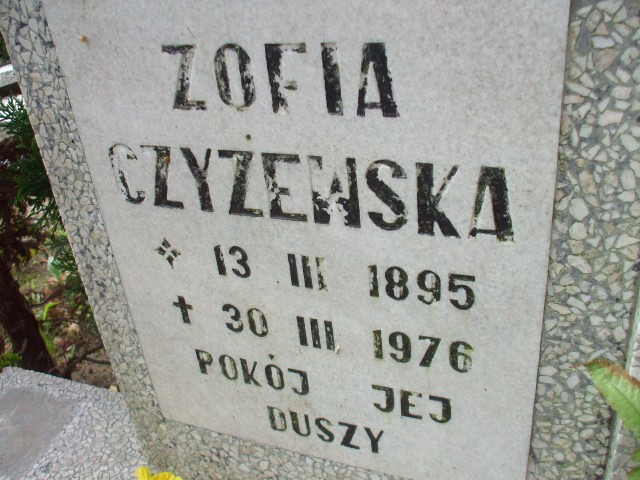 ZOFIA
CZYŻEWSKA
* 13 III 1895
† 30 III 1976
POKÓJ JEJ
DUSZY